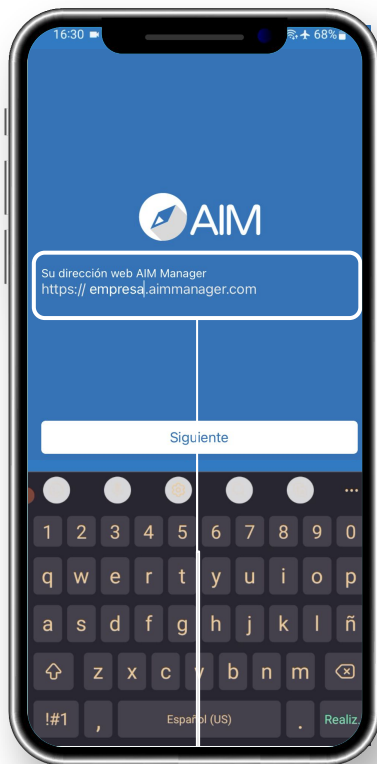 16:30 68%
AIM
Su dirección web AIM Manager
https:// empresa.aimmanager.com
Siguiente
1 2 3 4 5 6 7 8 9 0
q w e r t y u i o p
a s d f g h j k l ñ
z x c v b n m
!#1 , Español (US) . Realiz.